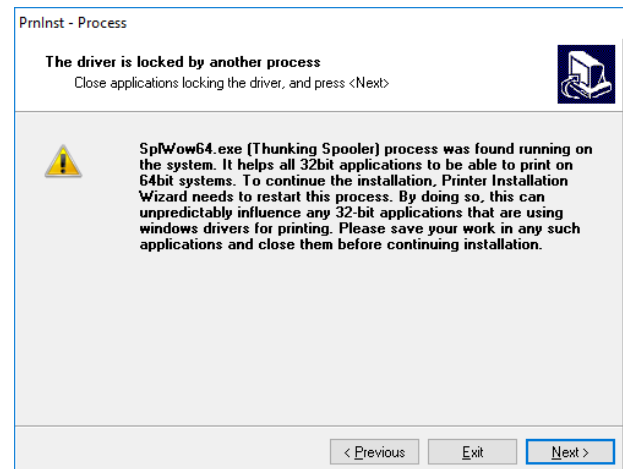 PrnInst - Process
The driver is locked by another process
Close applications locking the driver, and press <Next>
SplWow64.exe (Thunking Spooler) process was found running on
the system. It helps all 32bit applications to be able to print on
64bit systems. To continue the installation, Printer Installation
Wizard needs to restart this process. By doing so, this can
unpredictably influence any 32-bit applications that are using
windows drivers for printing. Please save your work in any such
applications and close them before continuing installation.
< Previous Exit Next >